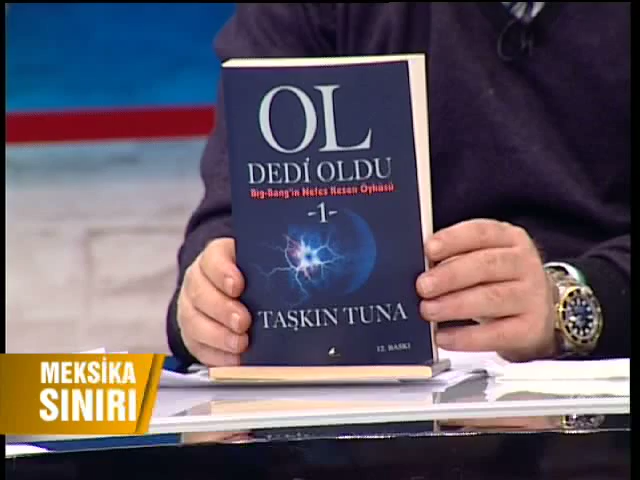 OL
DEDİ OLDU
Big-Bang'in Nefes Kesen Öyküsü
-1-
TAŞKIN TUNA
12. BASKI
MEKSİKA
SINIRI